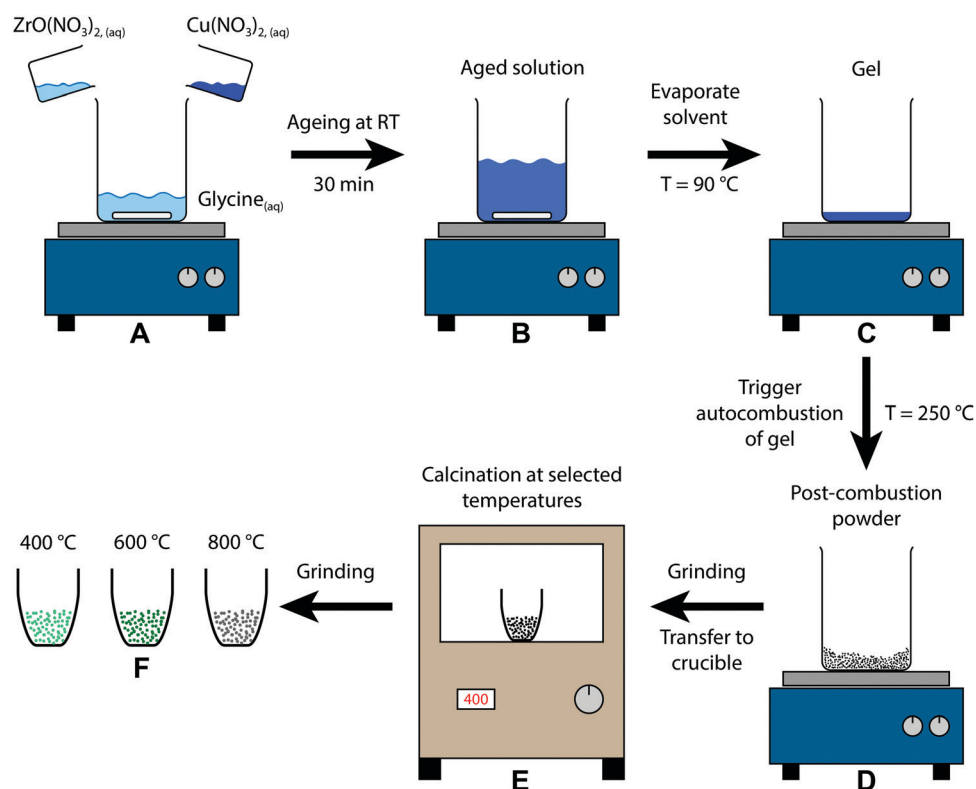 ZrO(NO3)2, (aq)
Cu(NO3)2, (aq)
Glycine(aq)
A
Ageing at RT
30 min
Aged solution
B
Evaporate
solvent
T = 90 °C
Gel
C
Trigger
autocombustion
of gel
T = 250 °C
Post-combustion
powder
D
Grinding
Transfer to
crucible
Calcination at selected
temperatures
400
E
Grinding
400 °C
600 °C
800 °C
F